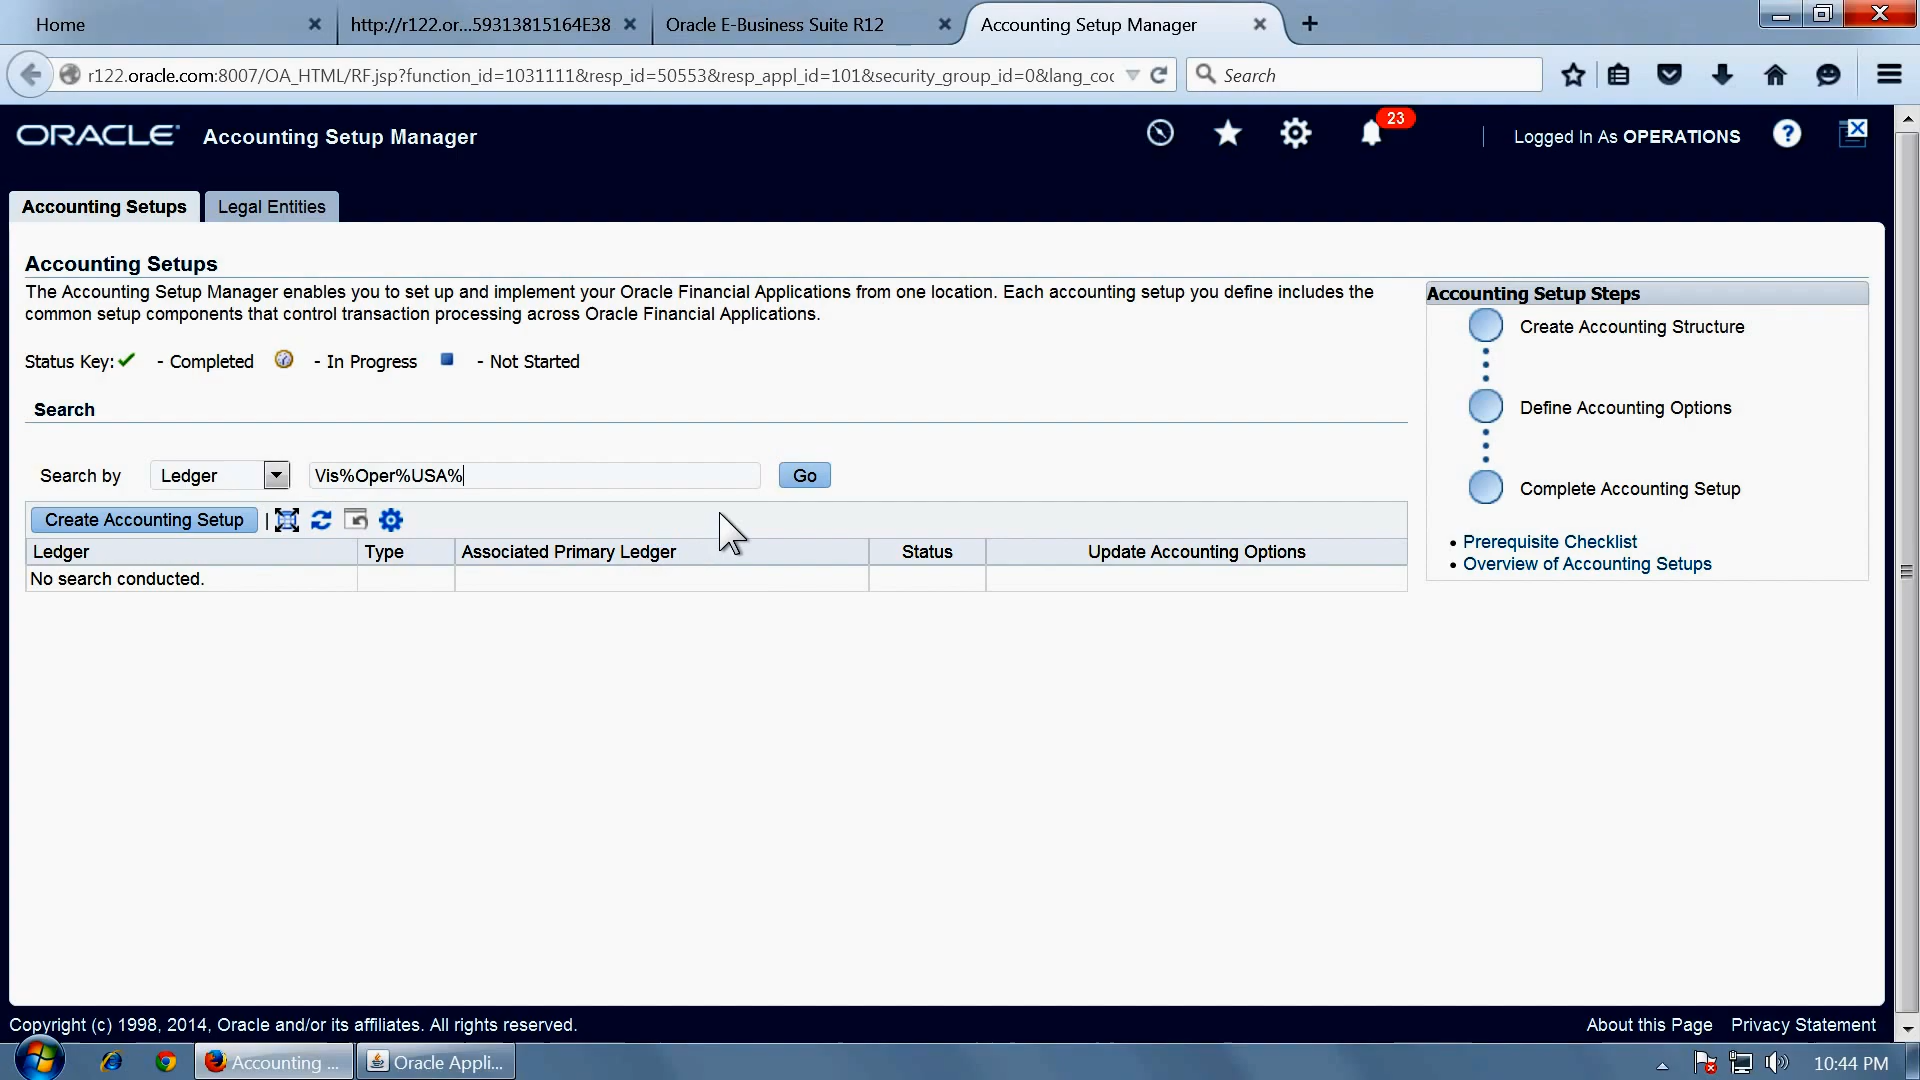 Home
http://r122.or...59313815164E38
Oracle E-Business Suite R12
Accounting Setup Manager
r122.oracle.com:8007/OA_HTML/RF.jsp?function_id=1031111&resp_id=50553&resp_appl_id=101&security_group_id=0&lang_coc
Search
ORACLE
Accounting Setup Manager
23
Logged In As OPERATIONS
Accounting Setups
Legal Entities
Accounting Setups
The Accounting Setup Manager enables you to set up and implement your Oracle Financial Applications from one location. Each accounting setup you define includes the
common setup components that control transaction processing across Oracle Financial Applications.
Status Key: - Completed - In Progress - Not Started
Search
Search by Ledger Vis%Oper%USA% Go
Create Accounting Setup
Ledger Type Associated Primary Ledger Status Update Accounting Options
No search conducted.
Accounting Setup Steps
Create Accounting Structure
Define Accounting Options
Complete Accounting Setup
• Prerequisite Checklist
• Overview of Accounting Setups
Copyright (c) 1998, 2014, Oracle and/or its affiliates. All rights reserved.
About this Page Privacy Statement
Accounting ...
Oracle Appli...
10:44 PM